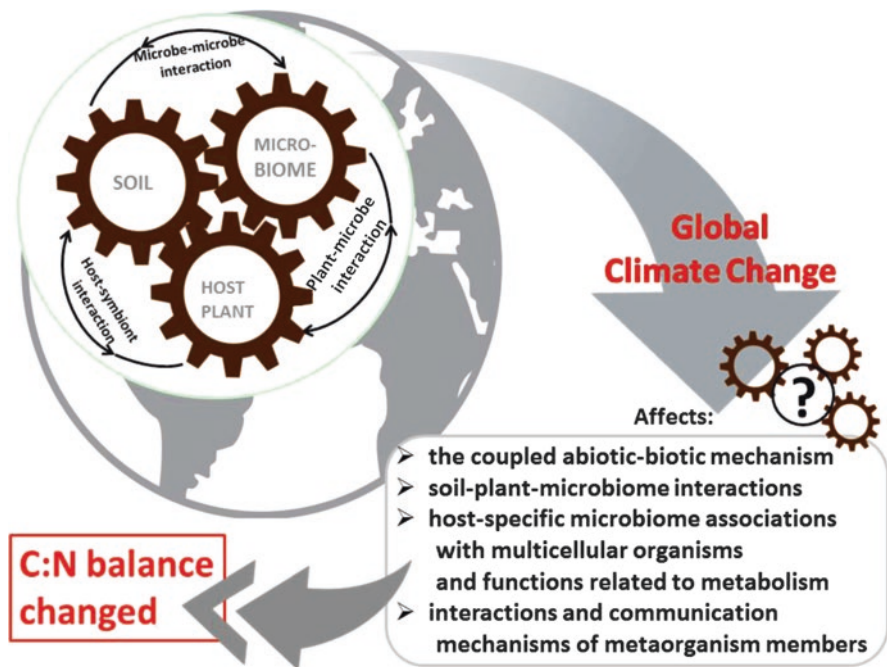 Microbe-microbe
interaction
MICRO-
BIOME
SOIL
HOST
PLANT
Plant-microbe
interaction
Host-symbiont
interaction
Global
Climate Change
?
Affects:
➢ the coupled abiotic-biotic mechanism
➢ soil-plant-microbiome interactions
➢ host-specific microbiome associations
with multicellular organisms
and functions related to metabolism
➢ interactions and communication
mechanisms of metaorganism members
C:N balance
changed